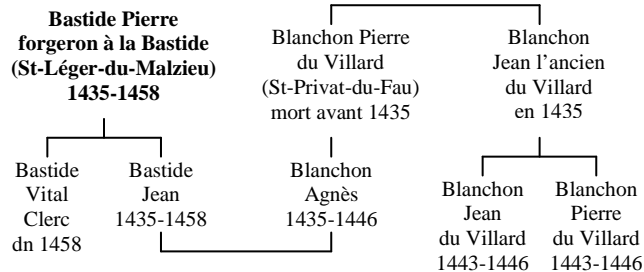 Bastide Pierre
forgeron à la Bastide
(St-Léger-du-Malzieu)
1435-1458
Blanchon Pierre
du Villard
(St-Privat-du-Fau)
mort avant 1435
Blanchon
Jean l'ancien
du Villard
en 1435
Bastide
Vital
Clerc
dn 1458
Bastide
Jean
1435-1458
Blanchon
Agnès
1435-1446
Blanchon
Jean
du Villard
1443-1446
Blanchon
Pierre
du Villard
1443-1446